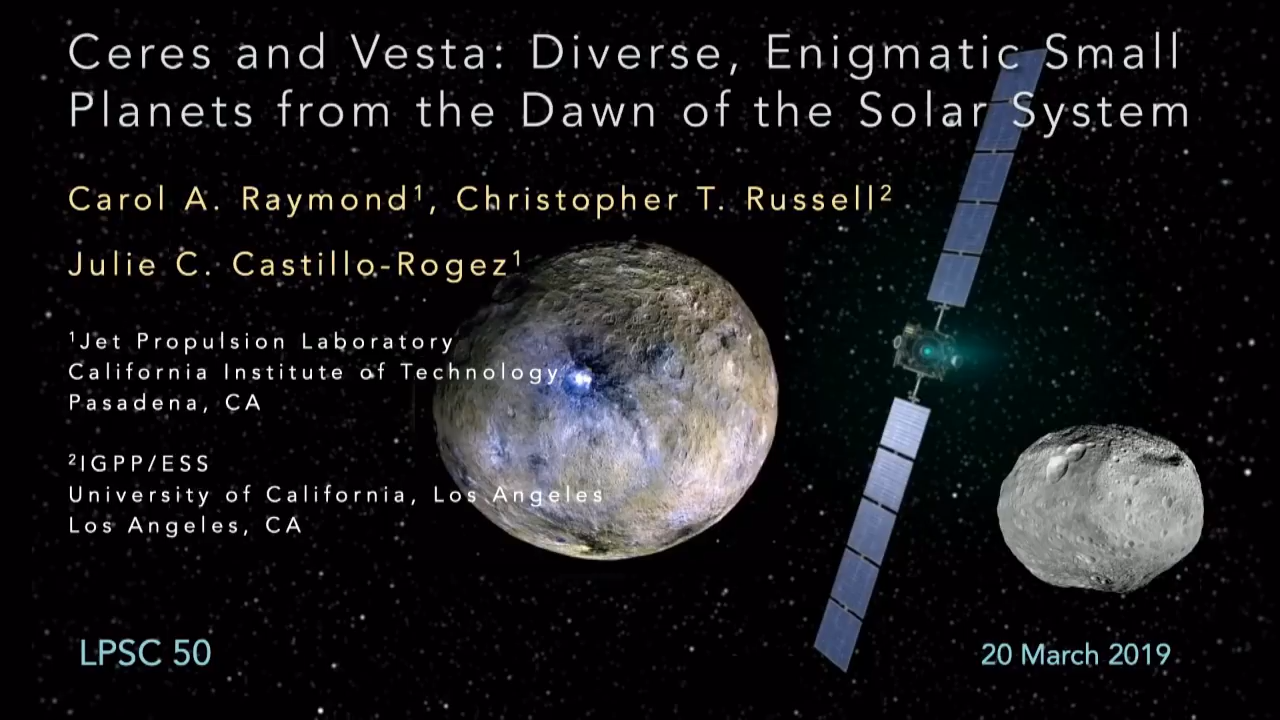 Ceres and Vesta: Diverse, Enigmatic Small
Planets from the Dawn of the Solar System
Carol A. Raymond¹, Christopher T. Russell²
Julie C. Castillo-Rogez¹
¹Jet Propulsion Laboratory
California Institute of Technology
Pasadena, CA
²IGPP/ESS
University of California, Los Angeles
Los Angeles, CA
LPSC 50
20 March 2019